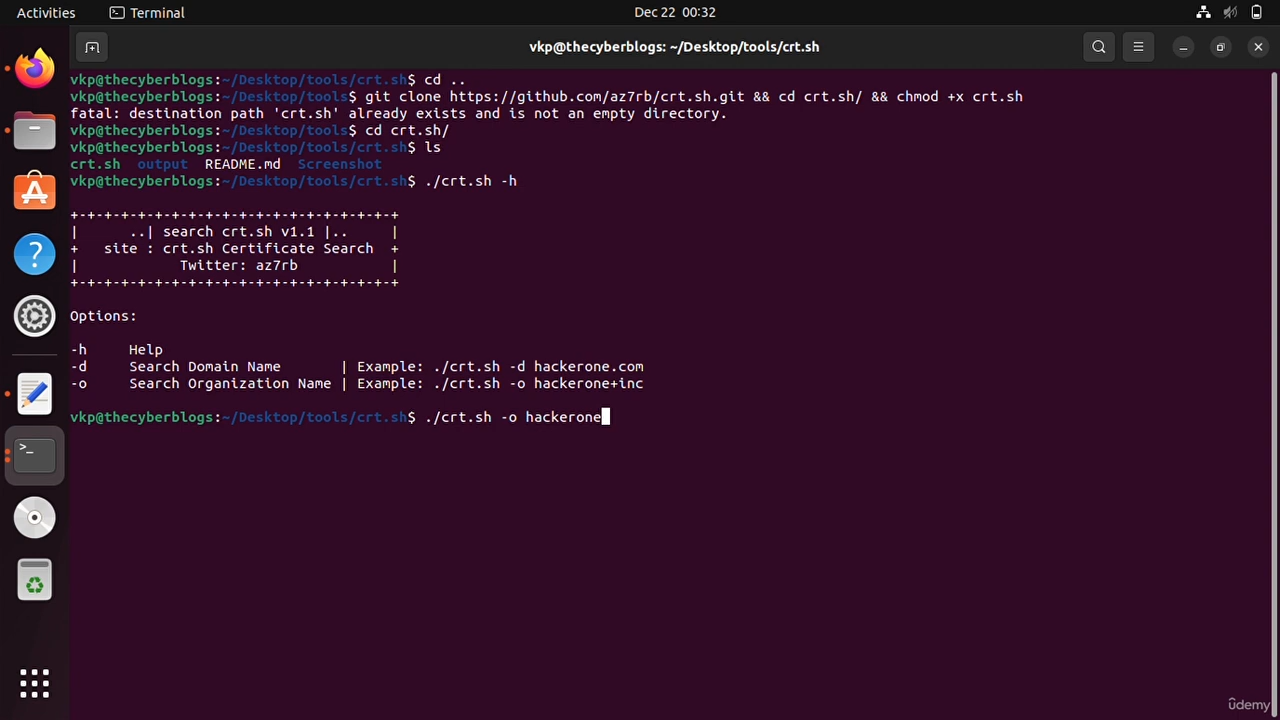 Activities Terminal Dec 22 00:32
vkp@thecyberblogs: ~/Desktop/tools/crt.sh
vkp@thecyberblogs:~/Desktop/tools/crt.sh$ cd ..
vkp@thecyberblogs:~/Desktop/tools$ git clone https://github.com/az7rb/crt.sh.git && cd crt.sh/ && chmod +x crt.sh
fatal: destination path 'crt.sh' already exists and is not an empty directory.
vkp@thecyberblogs:~/Desktop/tools$ cd crt.sh/
vkp@thecyberblogs:~/Desktop/tools/crt.sh$ ls
crt.sh  output  README.md  Screenshot
vkp@thecyberblogs:~/Desktop/tools/crt.sh$ ./crt.sh -h
+-+-+-+-+-+-+-+-+-+-+-+-+-+-+-+-+-+-+-+
|      ..| search crt.sh v1.1 |..     |
+   site : crt.sh Certificate Search  +
|            Twitter: az7rb           |
+-+-+-+-+-+-+-+-+-+-+-+-+-+-+-+-+-+-+-+
Options:
-h     Help
-d     Search Domain Name       | Example: ./crt.sh -d hackerone.com
-o     Search Organization Name | Example: ./crt.sh -o hackerone+inc
vkp@thecyberblogs:~/Desktop/tools/crt.sh$ ./crt.sh -o hackerone
ûdemy